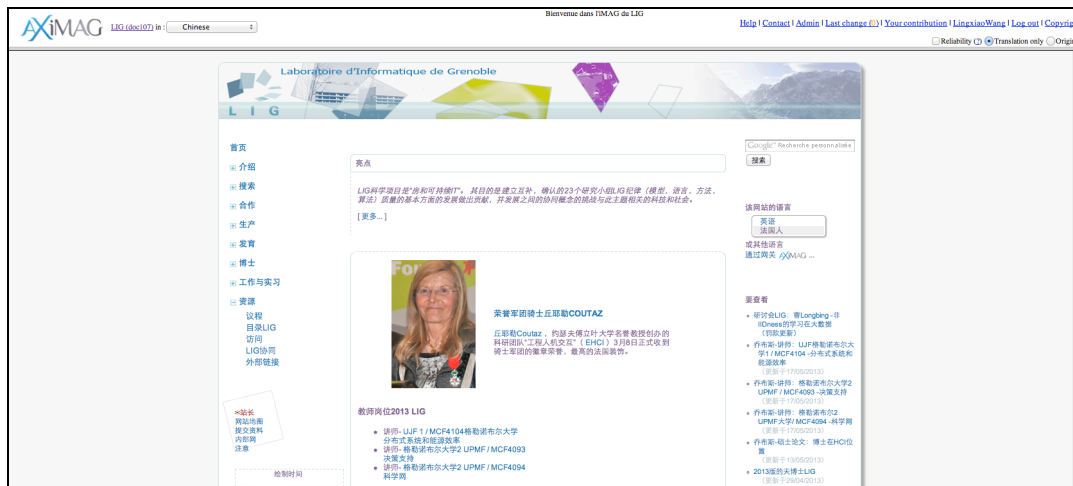 Bienvenue dans l'iMAG du LIG
AXiMAG LIG (doc107) in : Chinese
Help | Contact | Admin | Last change (0) | Your contribution | LingxiaoWang | Log out | Copyrig
Reliability (?) Translation only Origi
Laboratoire d'Informatique de Grenoble
L I G
首页
介绍
搜索
合作
生产
发育
博士
工作与实习
资源
议程
目录LIG
访问
LIG协同
外部链接
站长
网站地图
提交资料
内部网
注意
绘制时间
亮点
LIG科学项目是"房和可持续IT"。 其目的是建立互补，确认的23个研究小组LIG纪律（模型，语言，方法，
算法）质量的基本方面的发展做出贡献，并发展之间的协同概念的挑战与此主题相关的科技和社会。
[ 更多... ]
荣誉军团骑士丘耶勒COUTAZ
丘耶勒Coutaz ，约瑟夫傅立叶大学名誉教授创办的
科研团队"工程人机交互"（ EHCI ）3月8日正式收到
骑士军团的徽章荣誉，最高的法国装饰。
教师岗位2013 LIG
讲师- UJF 1 / MCF4104格勒诺布尔大学
分布式系统和能源效率
讲师- 格勒诺布尔大学2 UPMF / MCF4093
决策支持
讲师- 格勒诺布尔大学2 UPMF / MCF4094
科学网
Google™ Recherche personnalisée
搜索
该网站的语言
英语
法国人
或其他语言
通过网关 AXiMAG ...
要查看
研讨会LIG：曹Longbing -非
IIDness的学习在大数据
（罚款更新）
乔布斯-讲师：UJF格勒诺布尔大
学1 / MCF4104 -分布式系统和
能源效率
（更新于17/05/2013）
乔布斯-讲师：格勒诺布尔大学2
UPMF / MCF4093 -决策支持
（更新于17/05/2013）
乔布斯-讲师：格勒诺布尔2
UPMF大学/ MCF4094 -科学网
（更新于17/05/2013）
乔布斯-硕士论文：博士在HCI位
置
（更新于13/05/2013）
2013版的夫博士LIG
（更新于29/04/2013）